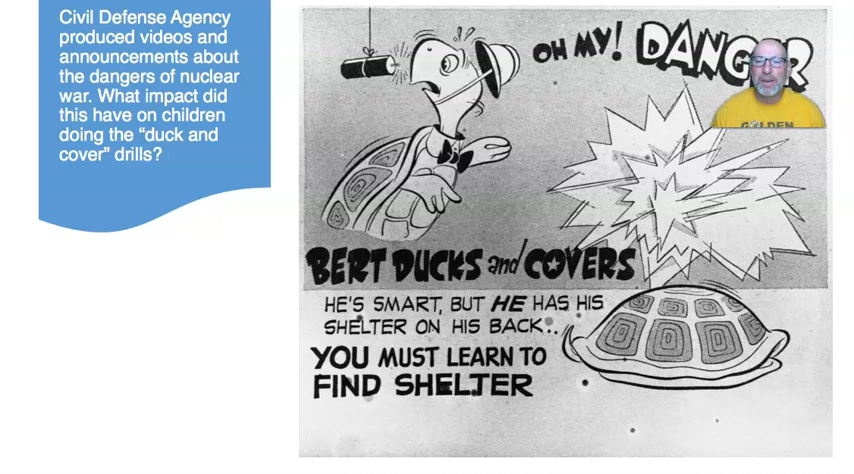 Civil Defense Agency
produced videos and
announcements about
the dangers of nuclear
war. What impact did
this have on children
doing the “duck and
cover” drills?
OH MY! DANGER
GOLDEN
BERT DUCKS and COVERS
HE'S SMART, BUT HE HAS HIS
SHELTER ON HIS BACK..
YOU MUST LEARN TO
FIND SHELTER